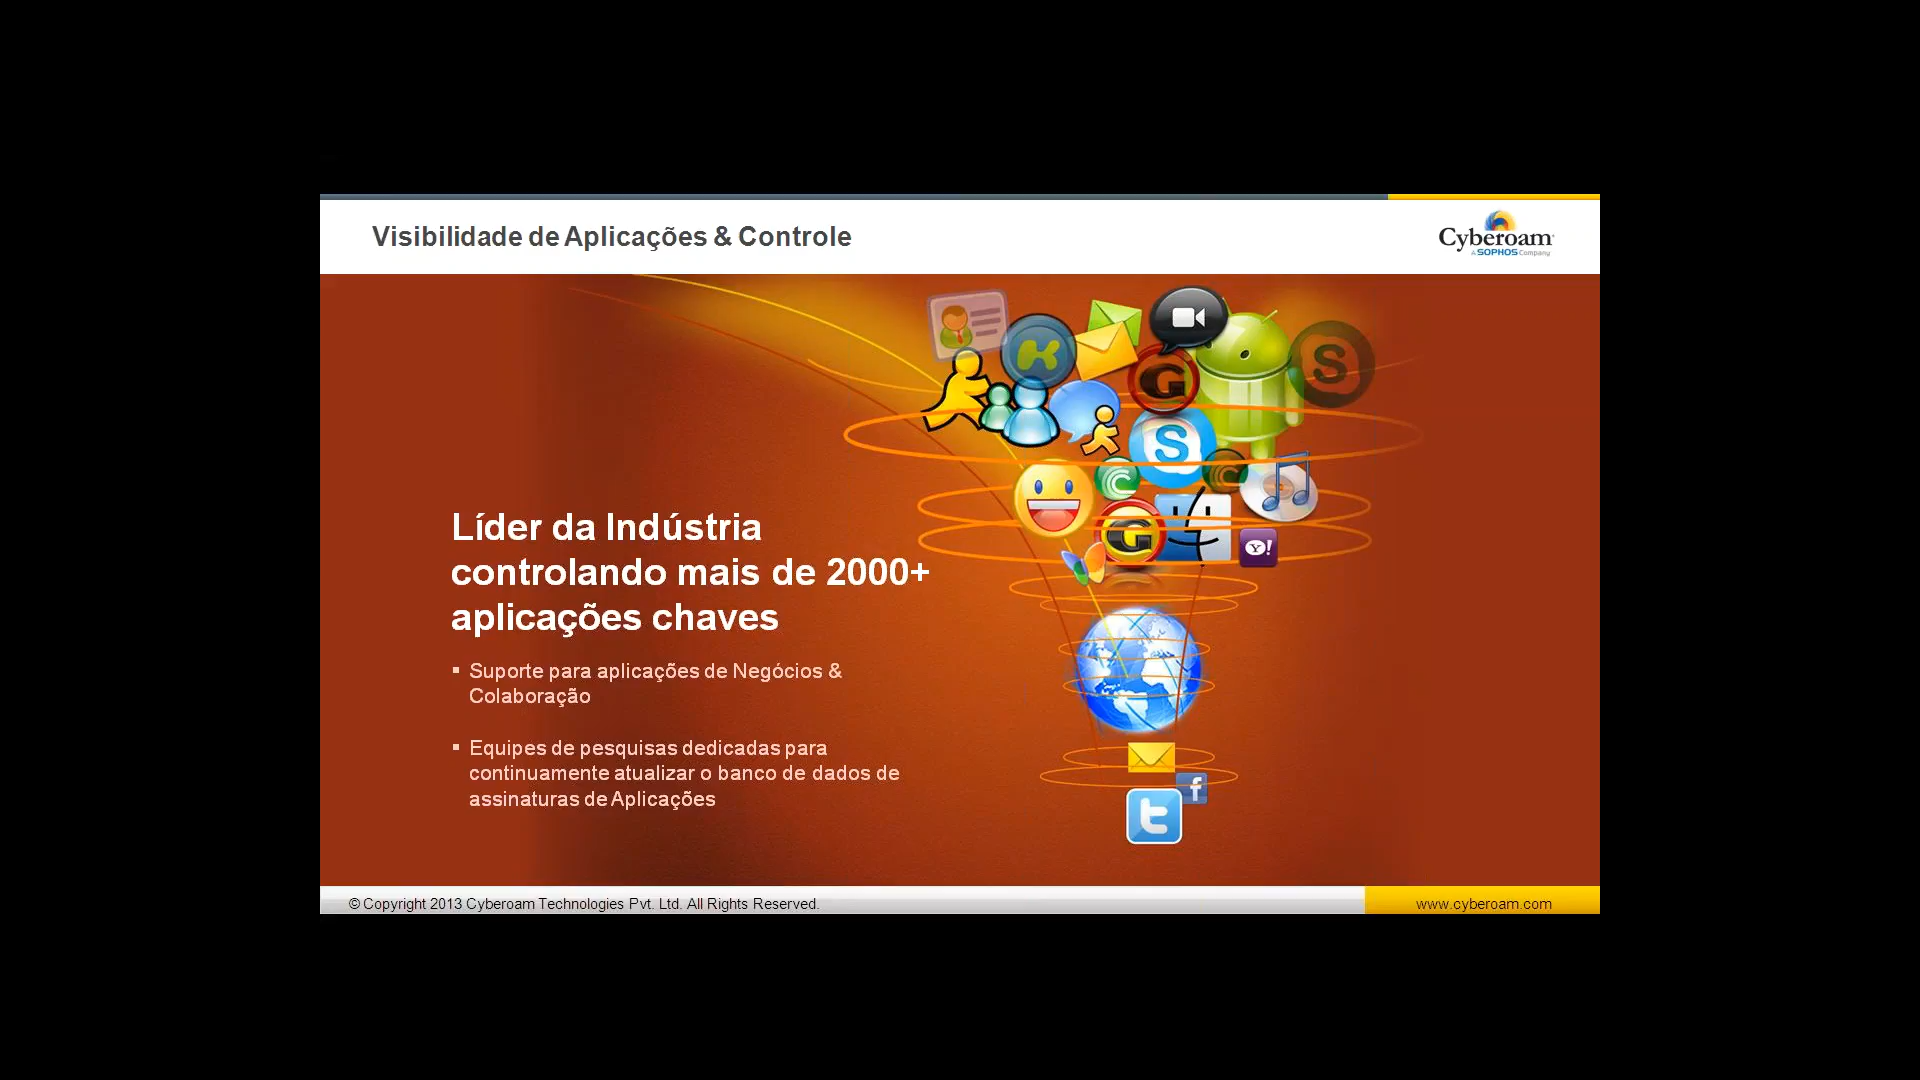 Visibilidade de Aplicações & Controle
Cyberoam
A SOPHOS Company
Líder da Indústria
controlando mais de 2000+
aplicações chaves
▪ Suporte para aplicações de Negócios &
Colaboração
▪ Equipes de pesquisas dedicadas para
continuamente atualizar o banco de dados de
assinaturas de Aplicações
© Copyright 2013 Cyberoam Technologies Pvt. Ltd. All Rights Reserved.
www.cyberoam.com